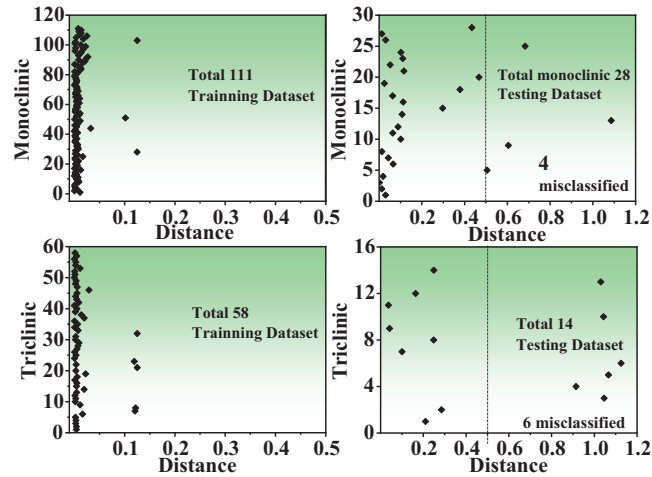 Monoclinic
120
100
80
60
40
20
0
Total 111
Trainning Dataset
0.1 0.2 0.3 0.4 0.5
Distance
Monoclinic
30
25
20
15
10
5
0
Total monoclinic 28
Testing Dataset
4
misclassified
0.2 0.4 0.6 0.8 1.0 1.2
Distance
Triclinic
60
50
40
30
20
10
0
Total 58
Trainning Dataset
0.0 0.1 0.2 0.3 0.4 0.5
Distance
Triclinic
16
12
8
4
0
Total 14
Testing Dataset
6 misclassified
0.2 0.4 0.6 0.8 1.0 1.2
Distance